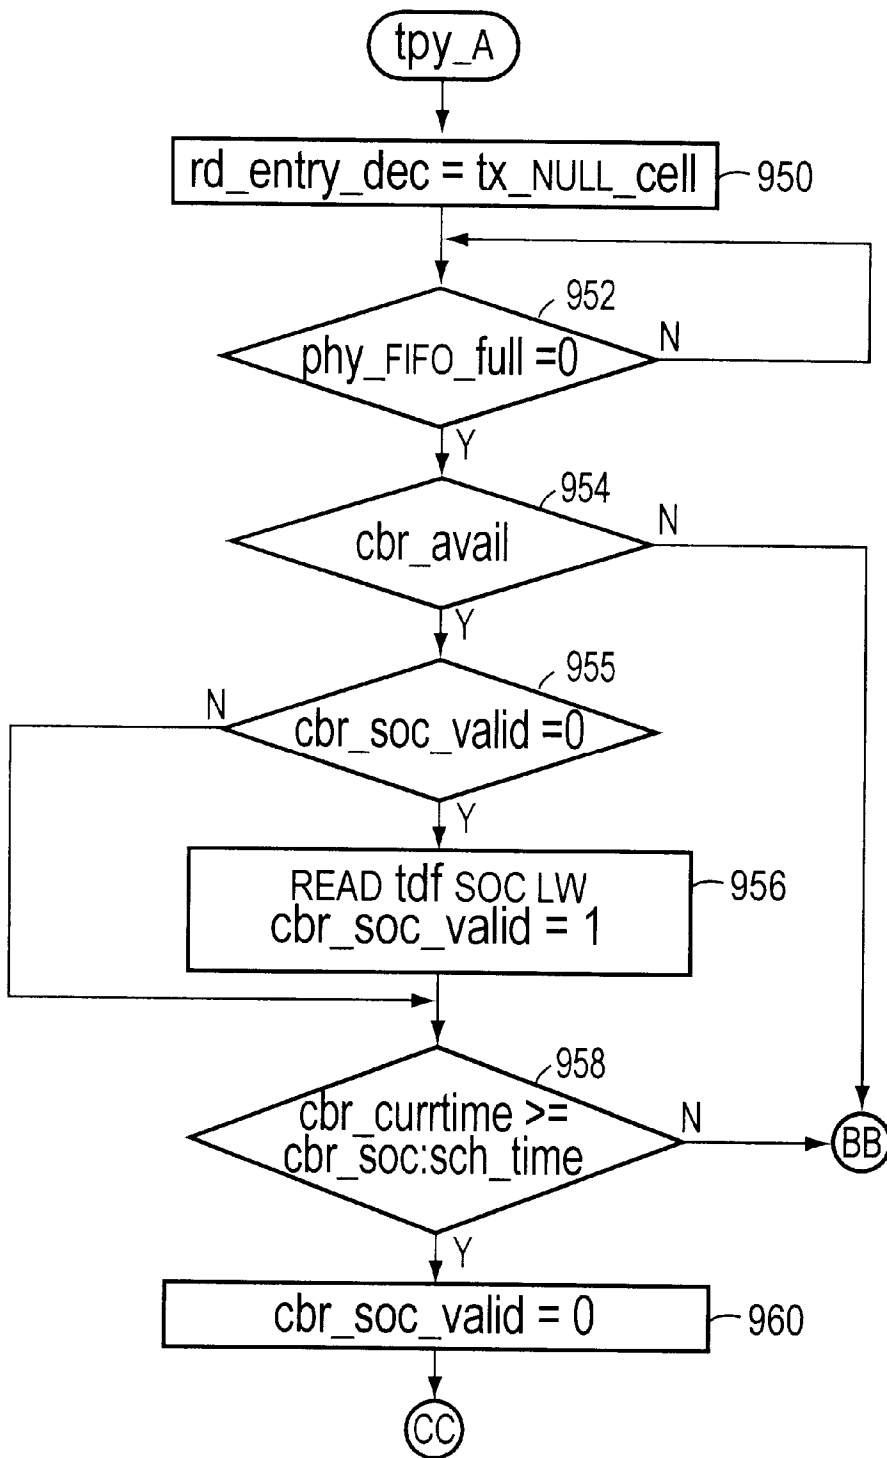 tpy_A
rd_entry_dec = tx_NULL_cell
950
952
phy_FIFO_full =0
N
Y
954
cbr_avail
N
Y
955
N
cbr_soc_valid =0
Y
READ tdf SOC LW
cbr_soc_valid = 1
956
958
cbr_currtime >=
cbr_soc:sch_time
N
BB
Y
cbr_soc_valid = 0
960
CC